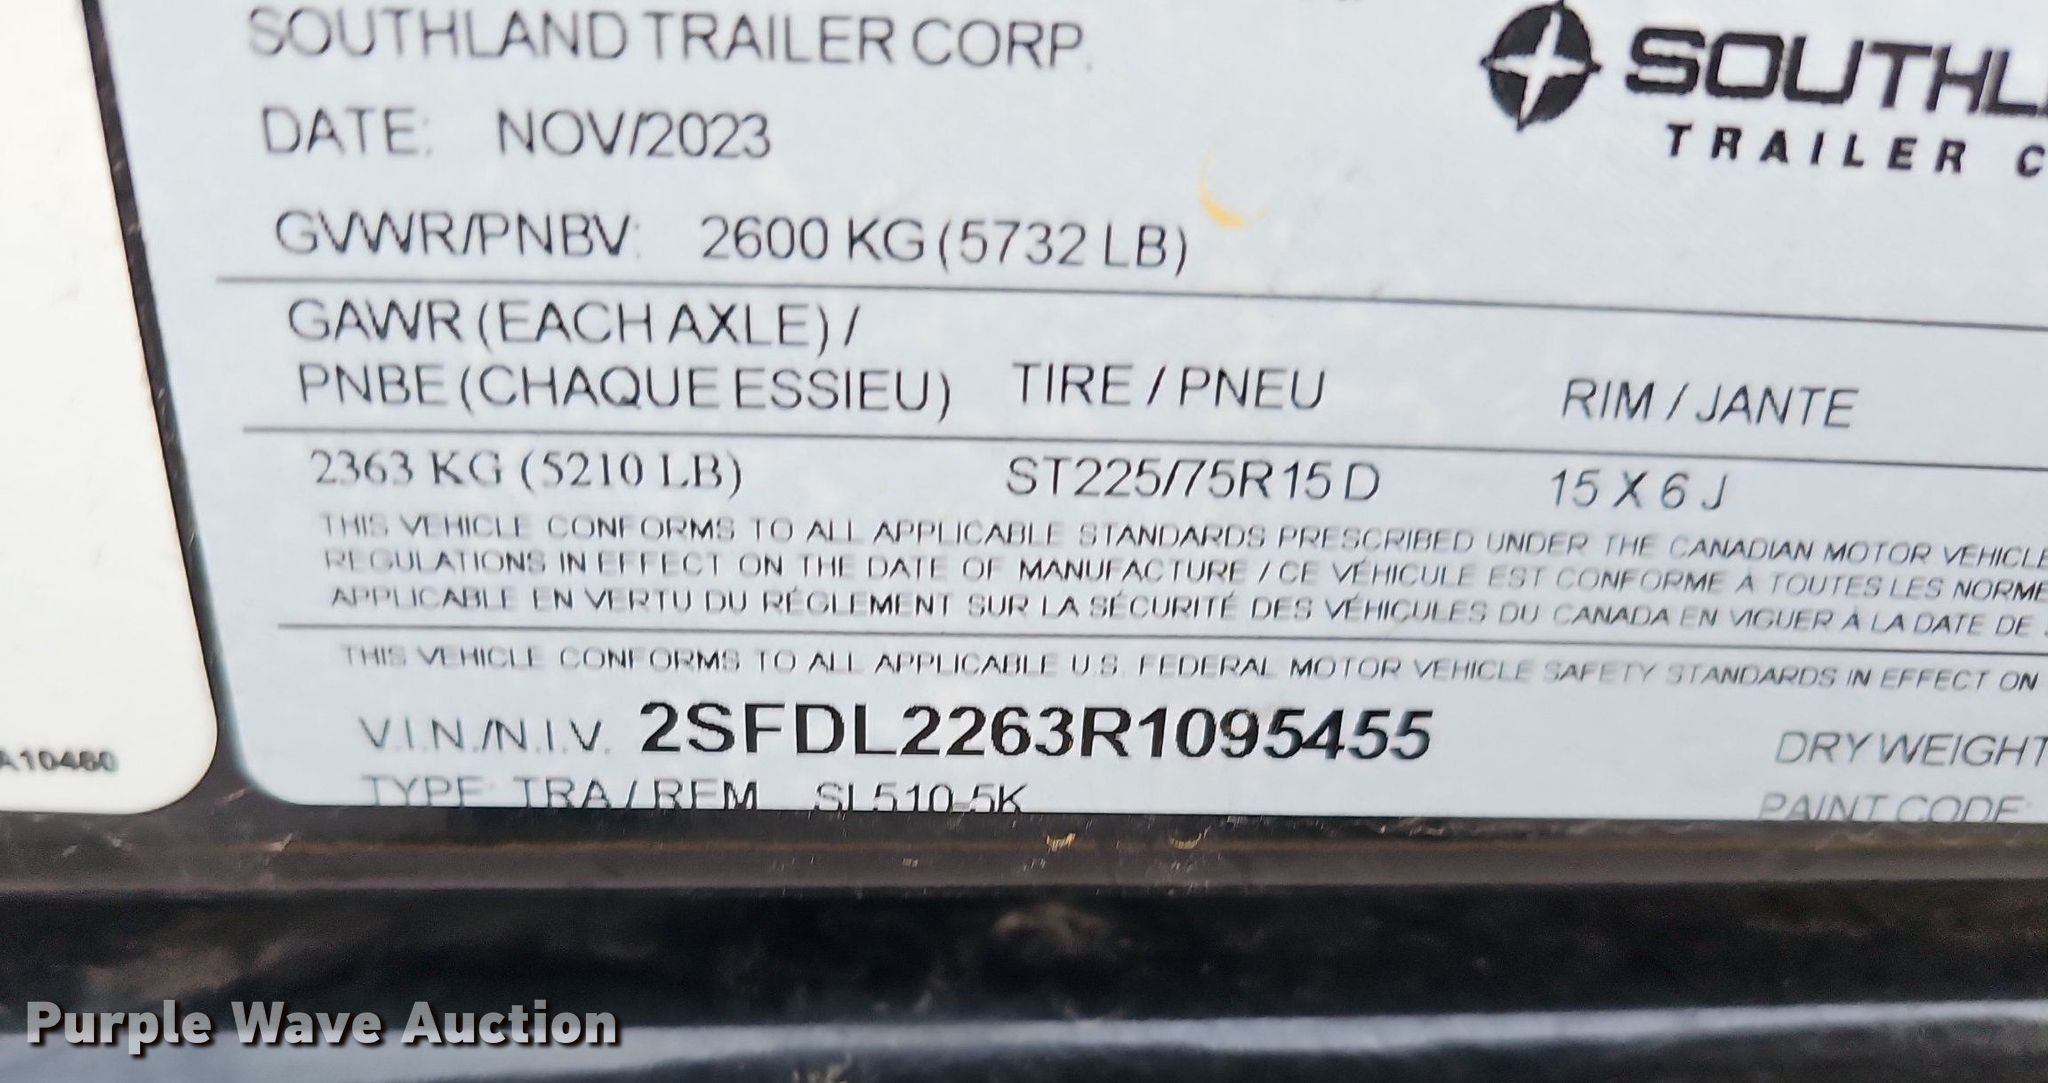 SOUTHLAND TRAILER CORP.
SOUTHL
TRAILER C
DATE: NOV/2023
GVWR/PNBV: 2600 KG (5732 LB)
GAWR (EACH AXLE) /
PNBE (CHAQUE ESSIEU) TIRE / PNEU RIM / JANTE
2363 KG (5210 LB) ST225/75R15 D 15 X 6 J
THIS VEHICLE CONFORMS TO ALL APPLICABLE STANDARDS PRESCRIBED UNDER THE CANADIAN MOTOR VEHICLE
REGULATIONS IN EFFECT ON THE DATE OF MANUFACTURE / CE VÉHICULE EST CONFORME À TOUTES LES NORME
APPLICABLE EN VERTU DU RÉGLEMENT SUR LA SÉCURITÉ DES VÉHICULES DU CANADA EN VIGUER À LA DATE DE
THIS VEHICLE CONFORMS TO ALL APPLICABLE U.S. FEDERAL MOTOR VEHICLE SAFETY STANDARDS IN EFFECT ON
V.I.N./N.I.V. 2SFDL2263R1095455 DRY WEIGHT
TYPE: TRA / REM SL510-5K PAINT CODE:
A10460
Purple Wave Auction